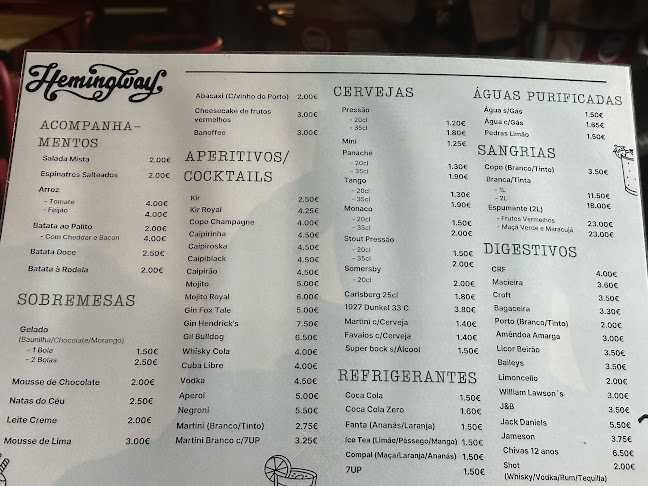 Hemingway
ACOMPANHA-
MENTOS
Salada Mista 2.00€
Espinafres Salteados 2.00€
Arroz
- Tomate 4.00€
- Feijão 4.00€
Batata ao Palito 2.00€
- Com Cheddar e Bacon 4.00€
Batata Doce 2.50€
Batata à Rodela 2.00€
SOBREMESAS
Gelado
(Baunilha/Chocolate/Morango)
- 1 Bola 1.50€
- 2 Bolas 2.50€
Mousse de Chocolate 2.00€
Natas do Céu 2.50€
Leite Creme 2.00€
Mousse de Lima 3.00€
Abacaxi (C/vinho do Porto) 2.00€
Cheesecake de frutos
vermelhos 3.00€
Banoffee 3.00€
APERITIVOS/
COCKTAILS
Kir 2.50€
Kir Royal 4.25€
Copo Champagne 4.00€
Caipirinha 4.50€
Caipiroska 4.50€
Caipiblack 4.50€
Caipirão 4.50€
Mojito 5.00€
Mojito Royal 6.00€
Gin Fox Tale 5.00€
Gin Hendrick's 7.50€
Gil Bulldog 6.50€
Whisky Cola 4.00€
Cuba Libre 4.00€
Vodka 4.50€
Aperol 5.00€
Negroni 5.50€
Martini (Branco/Tinto) 2.75€
Martini Branco c/7UP 3.25€
CERVEJAS
Pressão
- 20cl 1.20€
- 35cl 1.80€
Mini 1.25€
Panaché
- 20cl 1.30€
- 35cl 1.90€
Tango
- 20cl 1.30€
- 35cl 1.90€
Monaco
- 20cl 1.50€
- 35cl 2.00€
Stout Pressão
- 20cl 1.50€
- 35cl 2.00€
Somersby 2.00€
Carlsberg 25cl 1.80€
1927 Dunkel 33 C 3.80€
Martini c/Cerveja 1.40€
Favaios c/Cerveja 1.40€
Super bock s/Álcool 1.50€
REFRIGERANTES
Coca Cola 1.50€
Coca Cola Zero 1.60€
Fanta (Ananás/Laranja) 1.50€
Ice Tea (Limão/Pêssego/Manga) 1.50€
Compal (Maça/Laranja/Ananás) 1.50€
7UP 1.50€
ÁGUAS PURIFICADAS
Água s/Gás 1.50€
Água c/Gás 1.65€
Pedras Limão 1.50€
SANGRIAS
Copo (Branco/Tinto) 3.50€
Branca/Tinta
- 1L 11.50€
- 2L 18.00€
Espumante (2L)
- Frutos Vermelhos 23.00€
- Maçã Verde e Maracujá 23.00€
DIGESTIVOS
CRF 4.00€
Macieira 3.60€
Croft 3.50€
Bagaceira 3.30€
Porto (Branco/Tinto) 2.00€
Amêndoa Amarga 3.00€
Licor Beirão 3.50€
Baileys 3.50€
Limoncelio 2.00€
William Lawson´s 3.00€
J&B 3.50€
Jack Daniels 5.50€
Jameson 3.75€
Chivas 12 anos 6.50€
Shot 2.00€
(Whisky/Vodka/Rum/Tequilla)